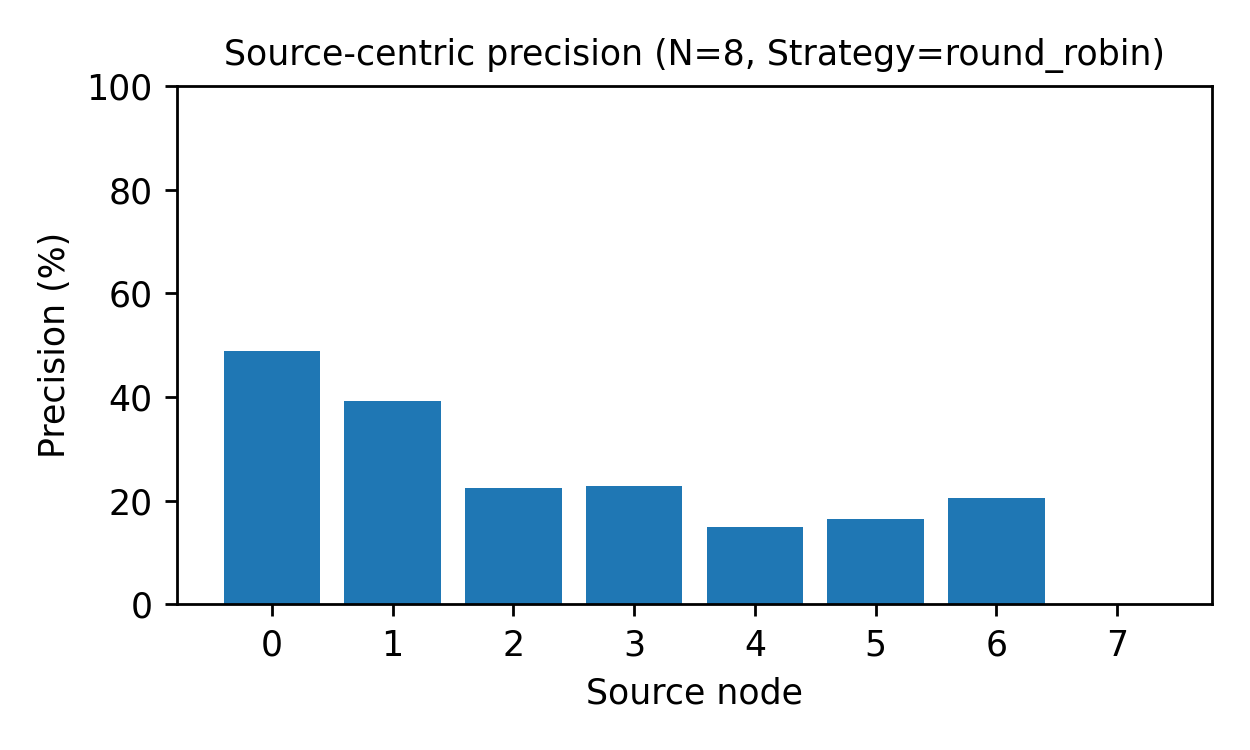 Source-centric precision (N=8, Strategy=round_robin)
100
80
60
40
20
0
Precision (%)
0 1 2 3 4 5 6 7
Source node